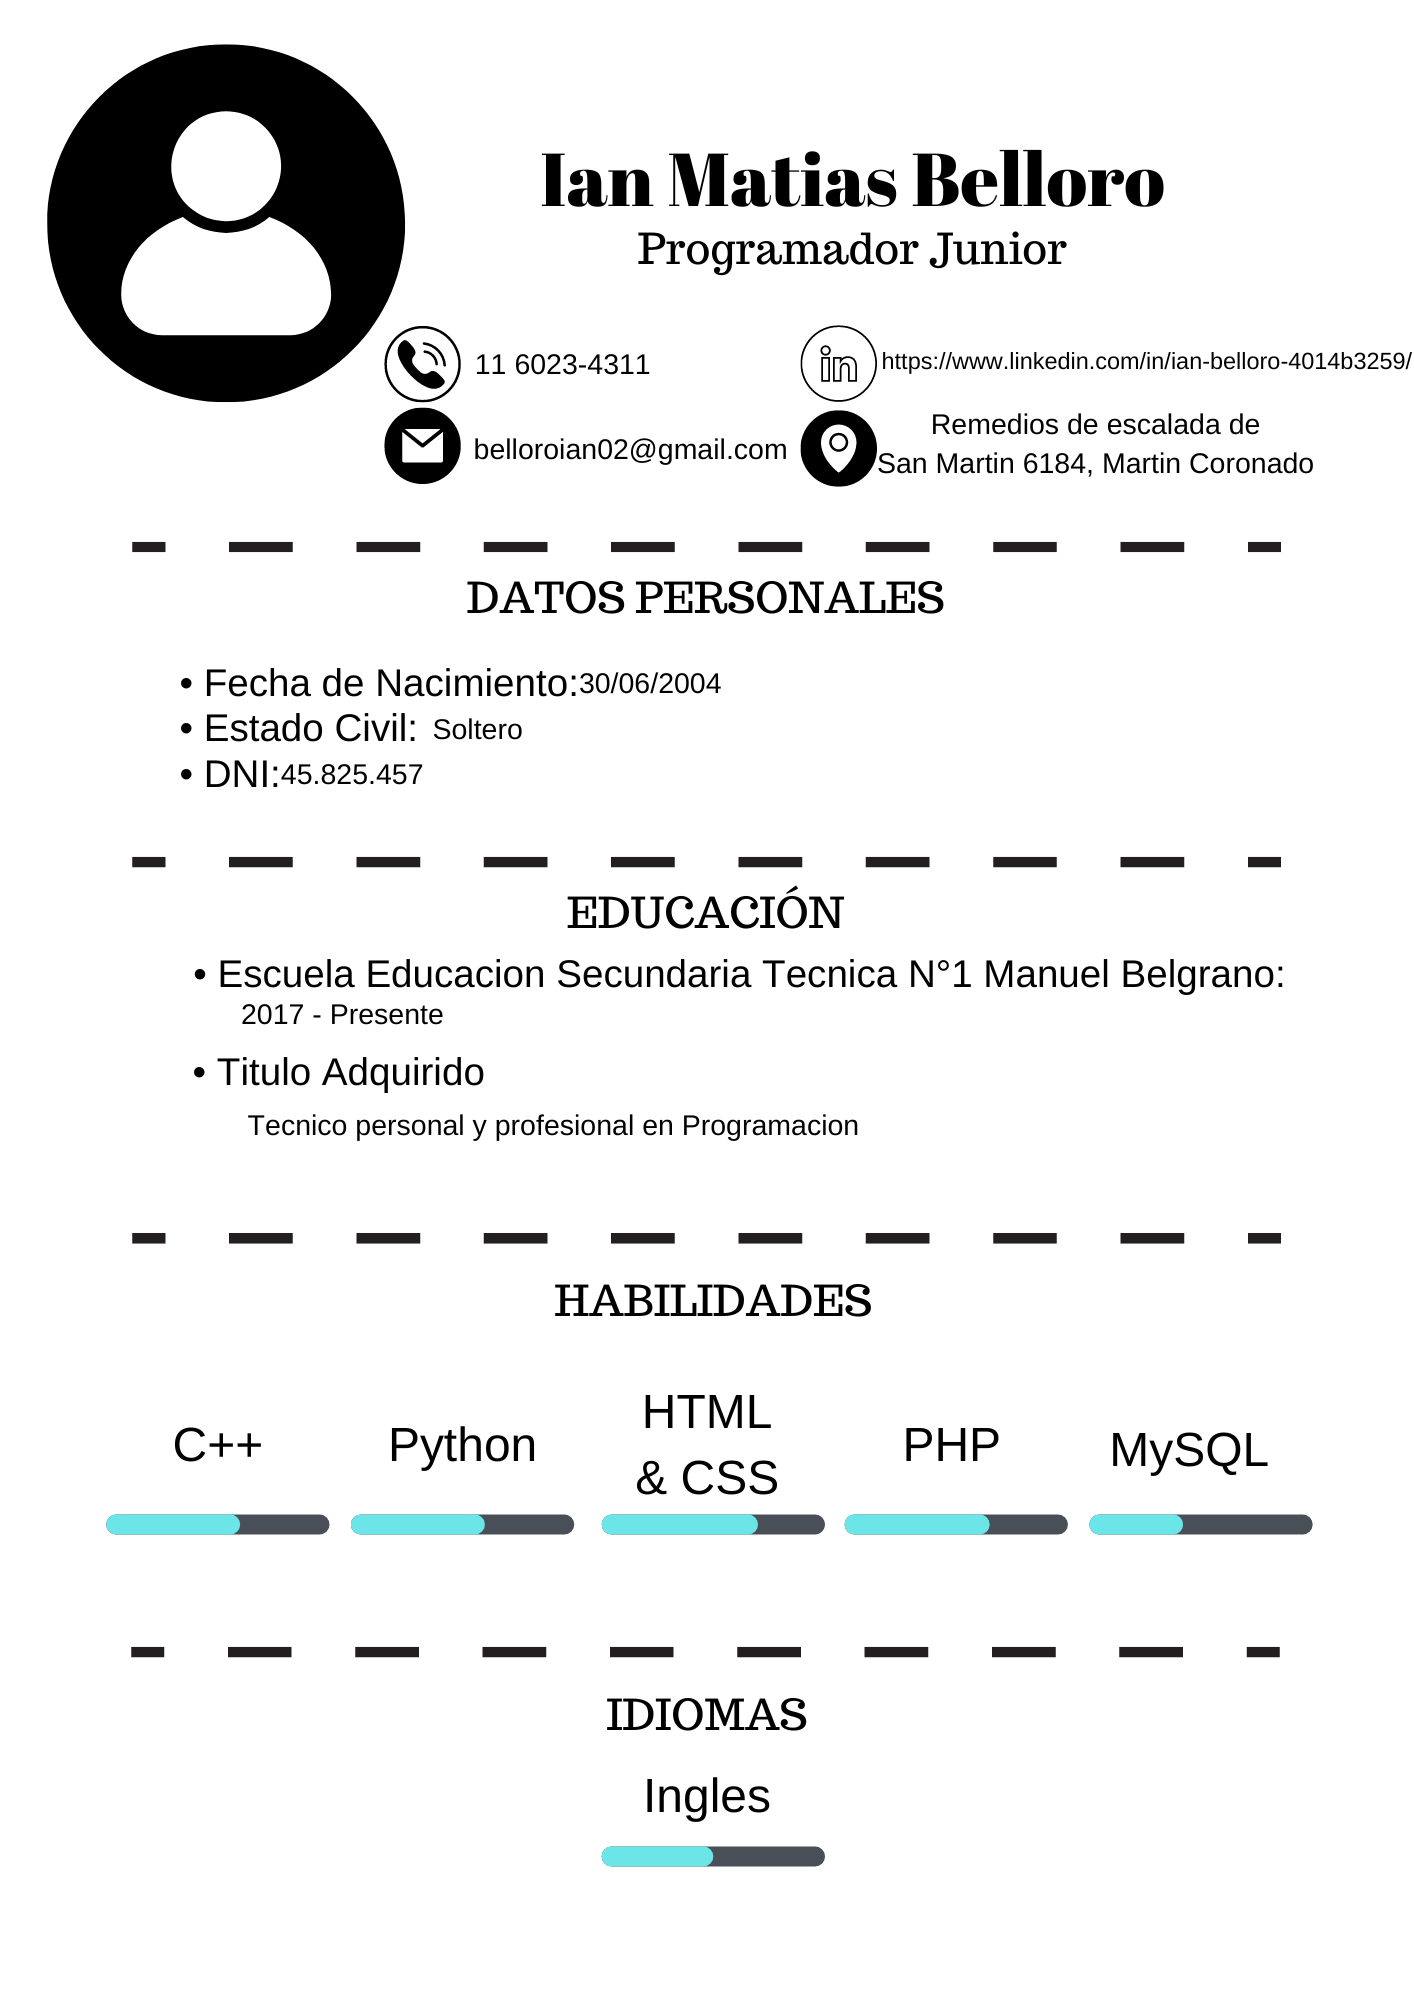 Ian Matias Belloro
Programador Junior
11 6023-4311
https://www.linkedin.com/in/ian-belloro-4014b3259/
belloroian02@gmail.com
Remedios de escalada de
San Martin 6184, Martin Coronado
DATOS PERSONALES
• Fecha de Nacimiento:30/06/2004
• Estado Civil: Soltero
• DNI:45.825.457
EDUCACIÓN
• Escuela Educacion Secundaria Tecnica N°1 Manuel Belgrano:
2017 - Presente
• Titulo Adquirido
Tecnico personal y profesional en Programacion
HABILIDADES
C++
Python
HTML
& CSS
PHP
MySQL
IDIOMAS
Ingles